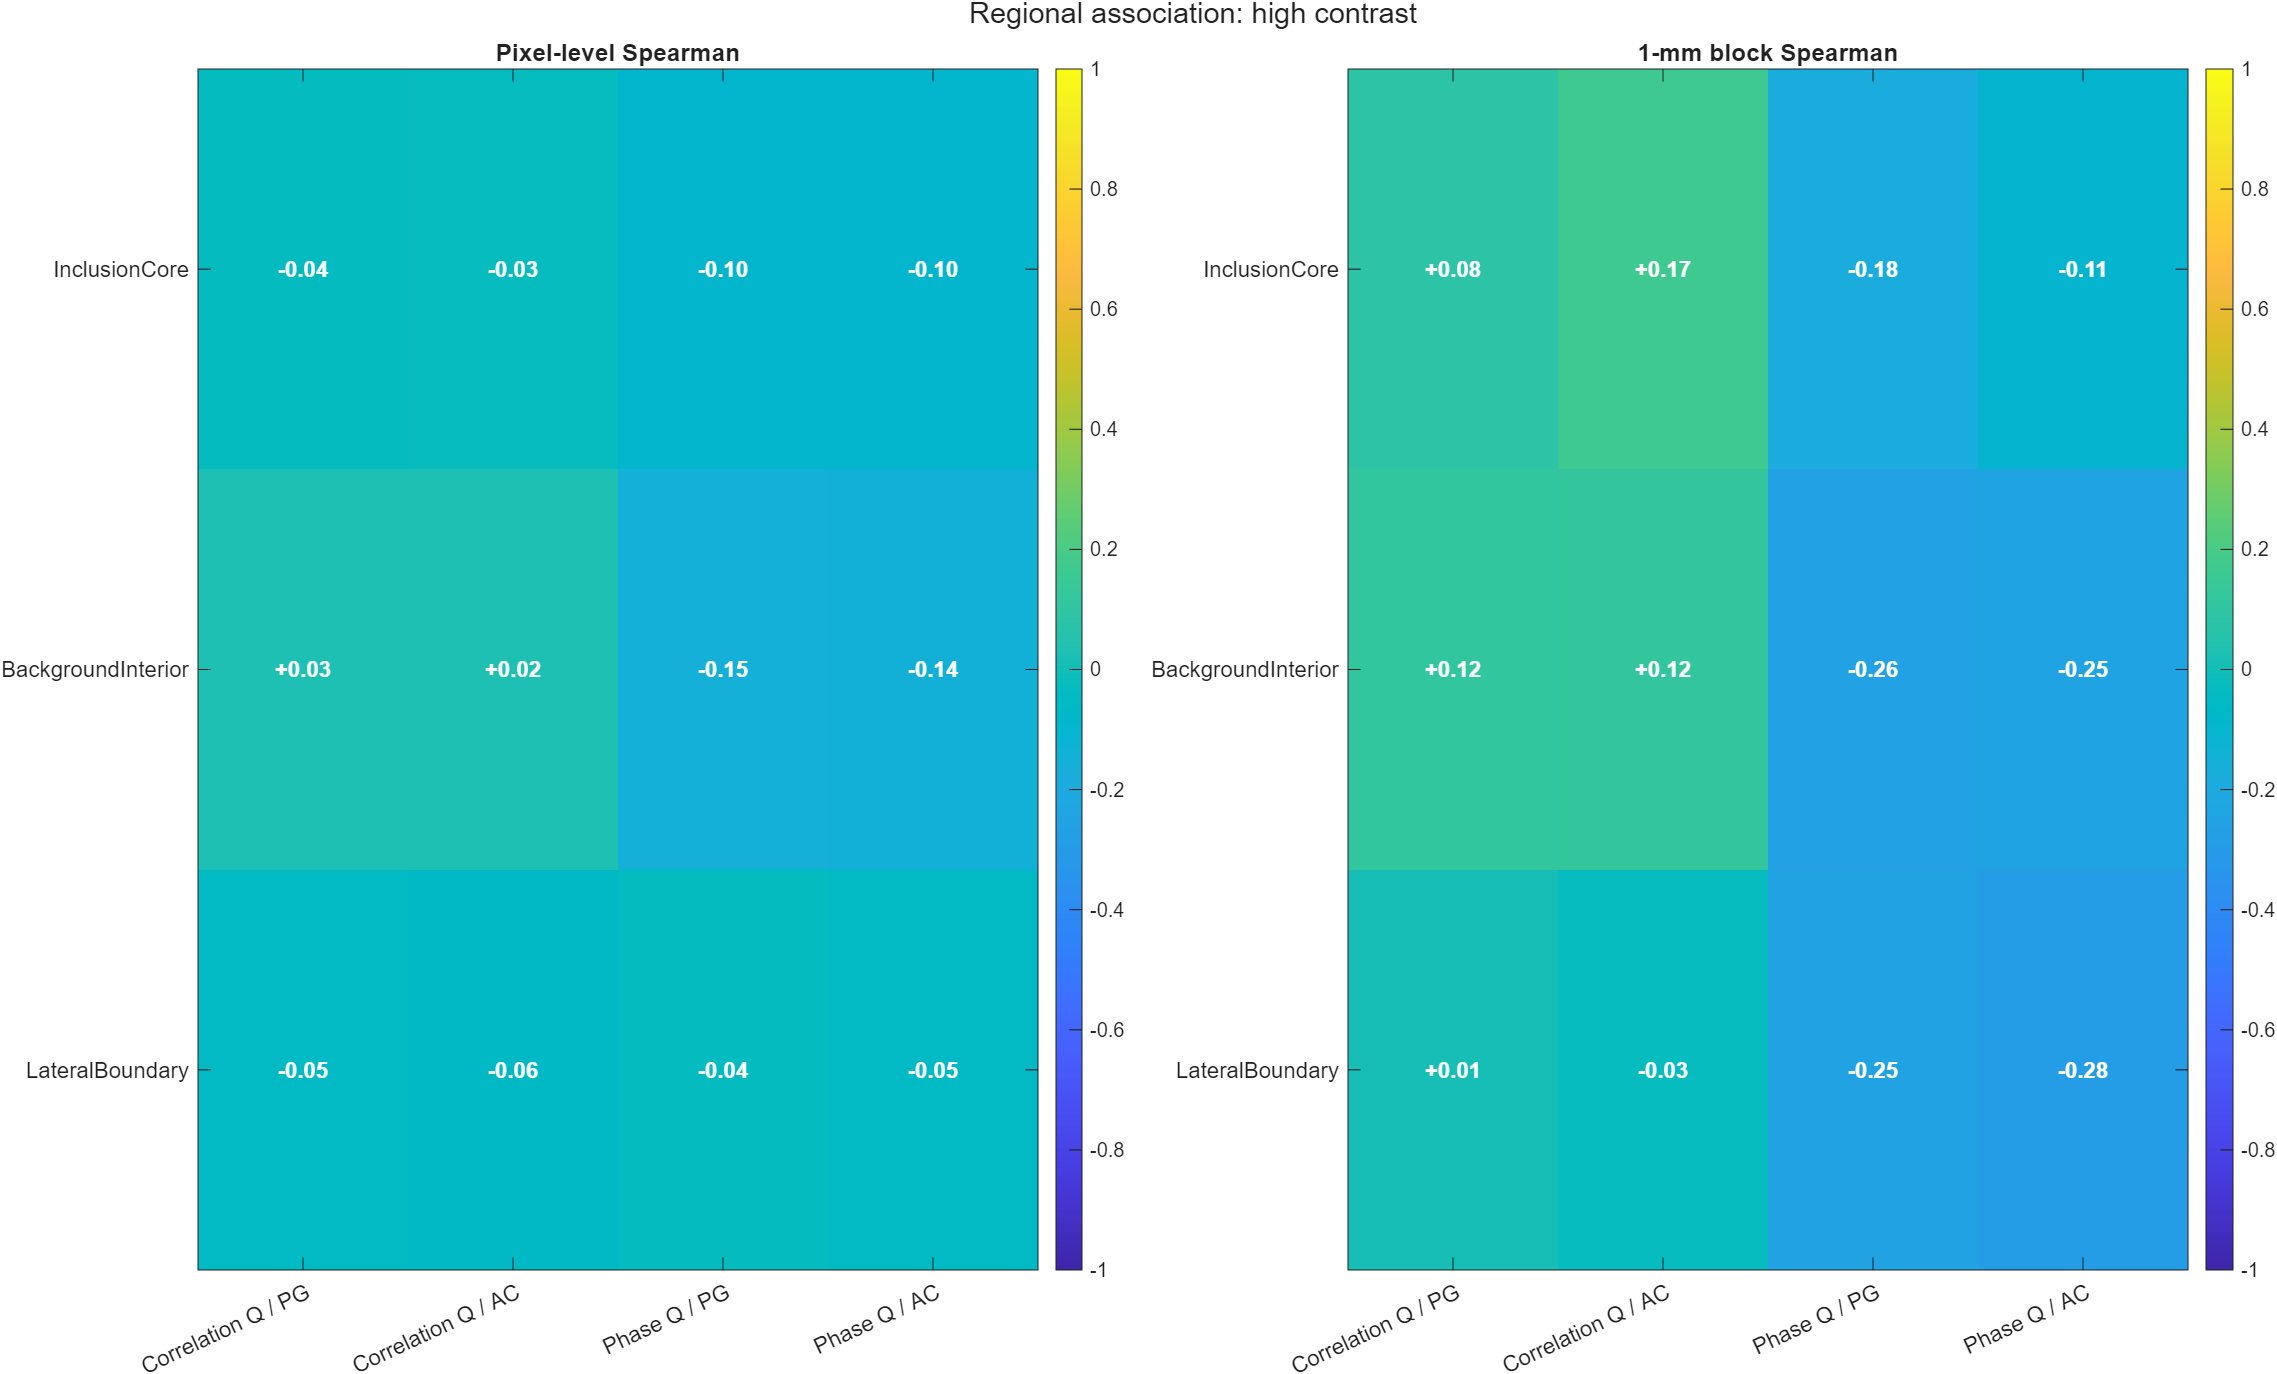 Regional association: high contrast
Pixel-level Spearman
InclusionCore
BackgroundInterior
LateralBoundary
-0.04 -0.03 -0.10 -0.10
+0.03 +0.02 -0.15 -0.14
-0.05 -0.06 -0.04 -0.05
Correlation Q / PG
Correlation Q / AC
Phase Q / PG
Phase Q / AC
1
0.8
0.6
0.4
0.2
0
-0.2
-0.4
-0.6
-0.8
-1
1-mm block Spearman
InclusionCore
BackgroundInterior
LateralBoundary
+0.08 +0.17 -0.18 -0.11
+0.12 +0.12 -0.26 -0.25
+0.01 -0.03 -0.25 -0.28
Correlation Q / PG
Correlation Q / AC
Phase Q / PG
Phase Q / AC
1
0.8
0.6
0.4
0.2
0
-0.2
-0.4
-0.6
-0.8
-1